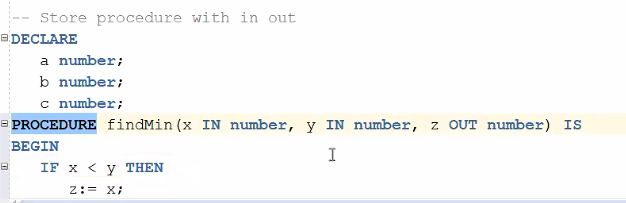 -- Store procedure with in out
DECLARE
a number;
b number;
c number;
PROCEDURE findMin(x IN number, y IN number, z OUT number) IS
BEGIN
IF x < y THEN
z:= x;